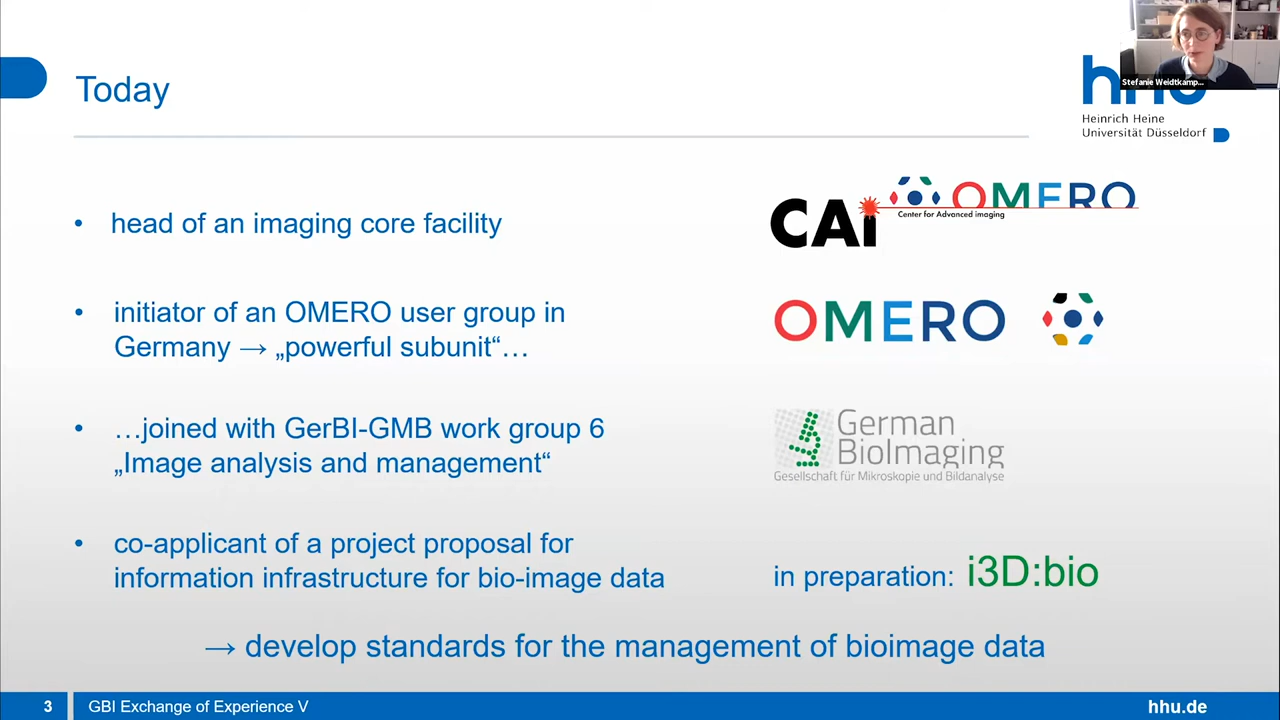 Today
Stefanie Weidtkamp...
hhu
Heinrich Heine
Universität Düsseldorf
• head of an imaging core facility
CAi
OMERO
Center for Advanced imaging
• initiator of an OMERO user group in
Germany → „powerful subunit“…
OMERO
• …joined with GerBI-GMB work group 6
„Image analysis and management“
German
BioImaging
Gesellschaft für Mikroskopie und Bildanalyse
• co-applicant of a project proposal for
information infrastructure for bio-image data
in preparation: i3D:bio
→ develop standards for the management of bioimage data
3 GBI Exchange of Experience V hhu.de